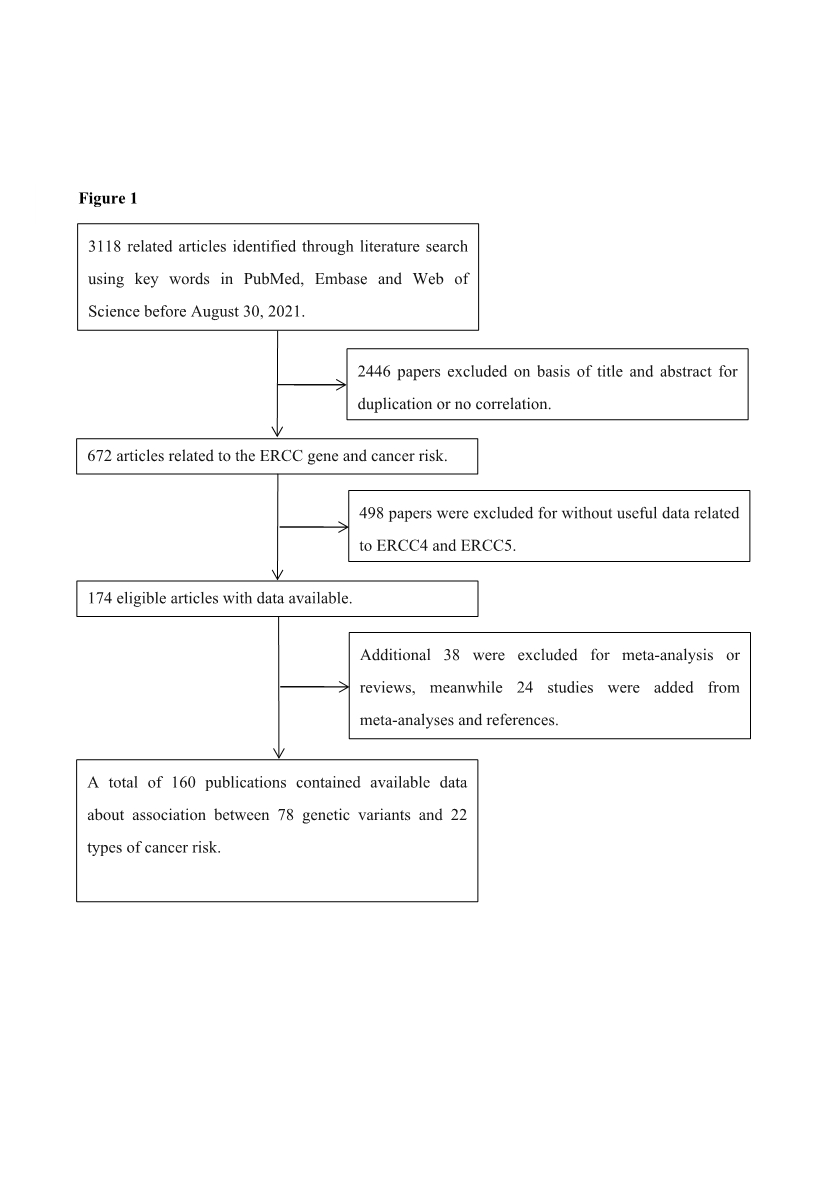 Figure 1
3118 related articles identified through literature search
using key words in PubMed, Embase and Web of
Science before August 30, 2021.
2446 papers excluded on basis of title and abstract for
duplication or no correlation.
672 articles related to the ERCC gene and cancer risk.
498 papers were excluded for without useful data related
to ERCC4 and ERCC5.
174 eligible articles with data available.
Additional 38 were excluded for meta-analysis or
reviews, meanwhile 24 studies were added from
meta-analyses and references.
A total of 160 publications contained available data
about association between 78 genetic variants and 22
types of cancer risk.